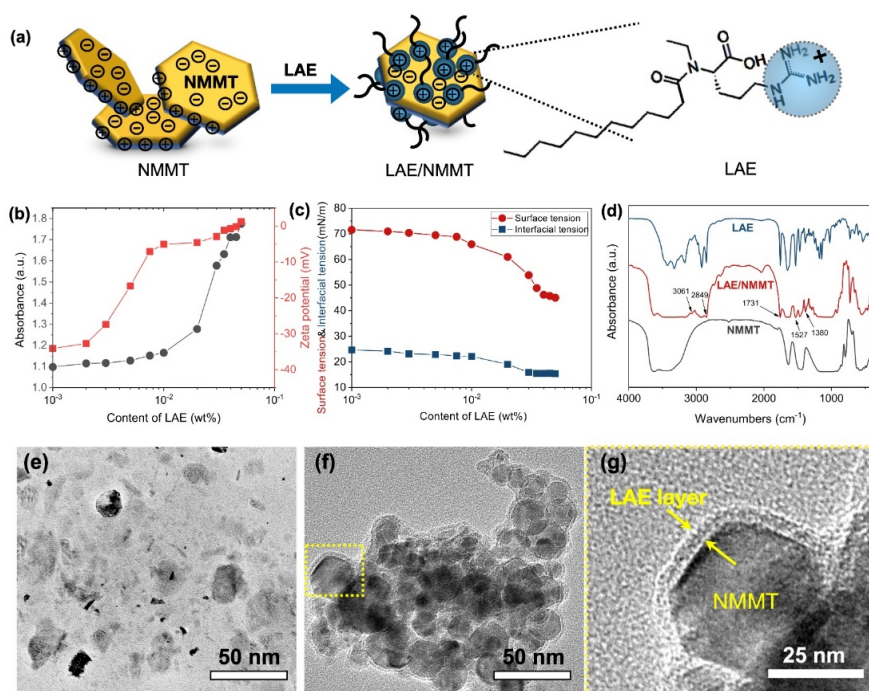 (a)
NMMT
LAE
NMMT
LAE/NMMT
LAE
O
N
O
OH
N
H
NH₂
NH₂
+
(b)
Absorbance (a.u.)
1.8
1.7
1.6
1.5
1.4
1.3
1.2
1.1
1.0
0
-10
-20
-30
-40
Zeta potential (mV)
10⁻³ 10⁻² 10⁻¹
Content of LAE (wt%)
(c)
Surface tension& Interfacial tension(mN/m)
80
70
60
50
40
30
20
10
Surface tension
Interfacial tension
10⁻³ 10⁻² 10⁻¹
Content of LAE (wt%)
(d)
Absorbance (a.u.)
LAE
LAE/NMMT
NMMT
3061
2849
1731
1527
1380
4000 3000 2000 1000
Wavenumbers (cm⁻¹)
(e)
50 nm
(f)
50 nm
(g)
LAE layer
NMMT
25 nm